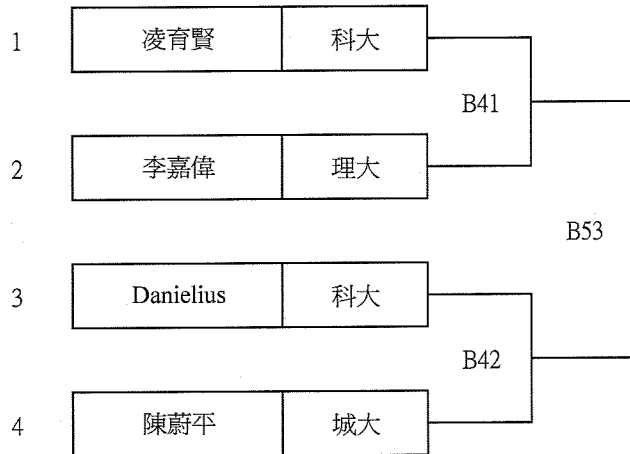 1 凌育賢 科大
B41
2 李嘉偉 理大
B53
3 Danielius 科大
B42
4 陳蔚平 城大